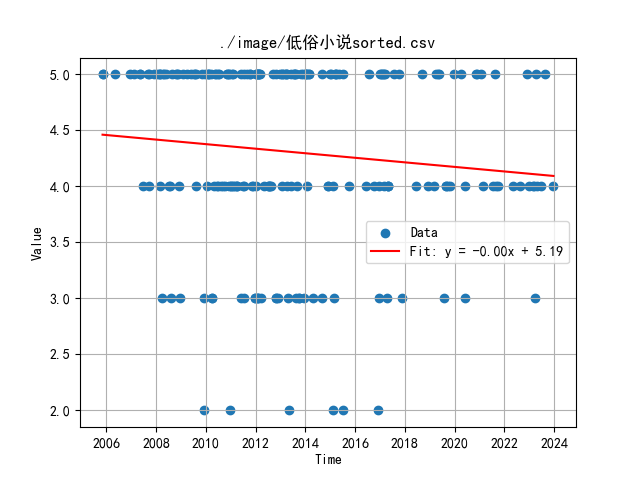 ./image/低俗小说sorted.csv
5.0
4.5
4.0
3.5
3.0
2.5
2.0
Value
Data
Fit: y = -0.00x + 5.19
2006 2008 2010 2012 2014 2016 2018 2020 2022 2024
Time